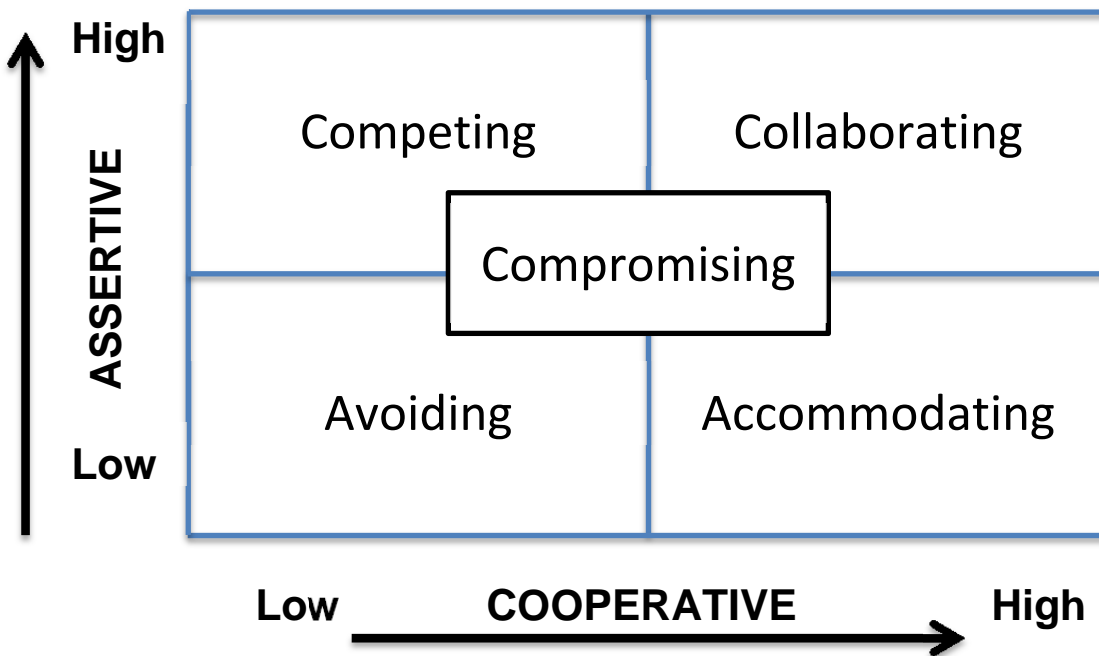 High
Competing
Collaborating
ASSERTIVE
Compromising
Avoiding
Accommodating
Low
Low
COOPERATIVE
High